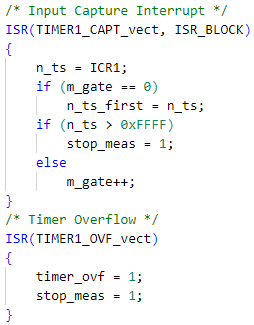 /* Input Capture Interrupt */
ISR(TIMER1_CAPT_vect, ISR_BLOCK)
{
    n_ts = ICR1;
    if (m_gate == 0)
        n_ts_first = n_ts;
    if (n_ts > 0xFFFF)
        stop_meas = 1;
    else
        m_gate++;
}
/* Timer Overflow */
ISR(TIMER1_OVF_vect)
{
    timer_ovf = 1;
    stop_meas = 1;
}